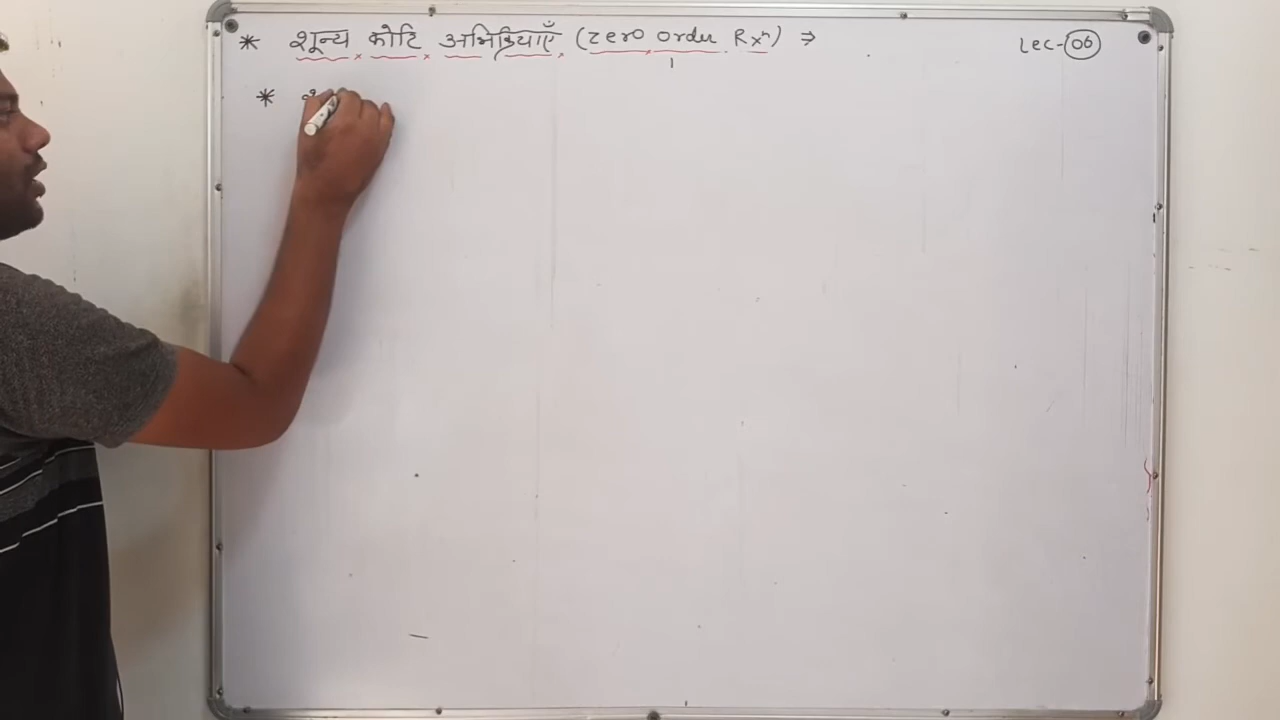 * शून्य कोटि अभिक्रियाएँ (zero order Rxⁿ) ⇒
Lec-06
*